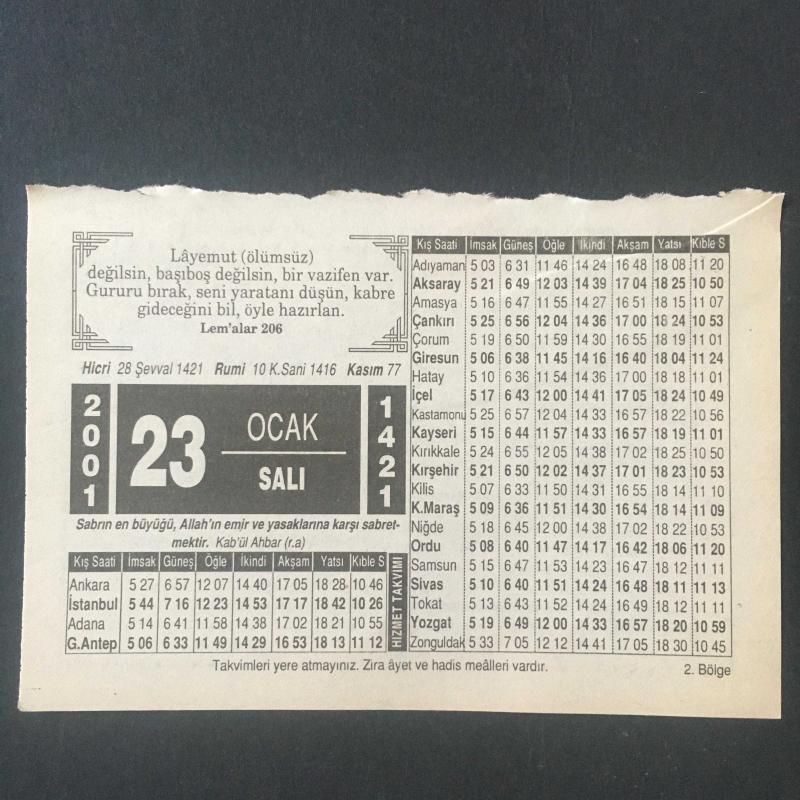 Lâyemut (ölümsüz)
değilsin, başıboş değilsin, bir vazifen var.
Gururu bırak, seni yaratanı düşün, kabre
gideceğini bil, öyle hazırlan.
Lem'alar 206
Hicri 28 Şevval 1421 Rumi 10 K.Sani 1416 Kasım 77
2001
23
OCAK
SALI
1421
Sabrın en büyüğü, Allah'ın emir ve yasaklarına karşı sabret-
mektir. Kab'ül Ahbar (r.a)
Kış Saati İmsak Güneş Öğle İkindi Akşam Yatsı Kıble S
Ankara 5 27 6 57 12 07 14 40 17 05 18 28 10 46
İstanbul 5 44 7 16 12 23 14 53 17 17 18 42 10 26
Adana 5 14 6 41 11 58 14 38 17 02 18 21 10 55
G.Antep 5 06 6 33 11 49 14 29 16 53 18 13 11 12
HİZMET TAKVİMİ
Kış Saati İmsak Güneş Öğle İkindi Akşam Yatsı Kıble S
Adıyaman 5 03 6 31 11 46 14 24 16 48 18 08 11 20
Aksaray 5 21 6 49 12 03 14 39 17 04 18 25 10 50
Amasya 5 16 6 47 11 55 14 27 16 51 18 15 11 07
Çankırı 5 25 6 56 12 04 14 36 17 00 18 24 10 53
Çorum 5 19 6 50 11 59 14 30 16 55 18 19 11 01
Giresun 5 06 6 38 11 45 14 16 16 40 18 04 11 24
Hatay 5 10 6 36 11 54 14 36 17 00 18 18 11 01
İçel 5 17 6 43 12 00 14 41 17 05 18 24 10 49
Kastamonu 5 25 6 57 12 04 14 33 16 57 18 22 10 56
Kayseri 5 15 6 44 11 57 14 33 16 57 18 19 11 01
Kırıkkale 5 24 6 55 12 05 14 38 17 02 18 25 10 50
Kırşehir 5 21 6 50 12 02 14 37 17 01 18 23 10 53
Kilis 5 07 6 33 11 50 14 31 16 55 18 14 11 10
K.Maraş 5 09 6 36 11 51 14 30 16 54 18 14 11 09
Niğde 5 18 6 45 12 00 14 38 17 02 18 22 10 53
Ordu 5 08 6 40 11 47 14 17 16 42 18 06 11 20
Samsun 5 15 6 47 11 53 14 23 16 47 18 12 11 11
Sivas 5 10 6 40 11 51 14 24 16 48 18 11 11 13
Tokat 5 13 6 43 11 52 14 24 16 49 18 12 11 11
Yozgat 5 19 6 49 12 00 14 33 16 57 18 20 10 59
Zonguldak 5 33 7 05 12 12 14 41 17 05 18 30 10 45
Takvimleri yere atmayınız. Zira âyet ve hadis meâlleri vardır.
2. Bölge